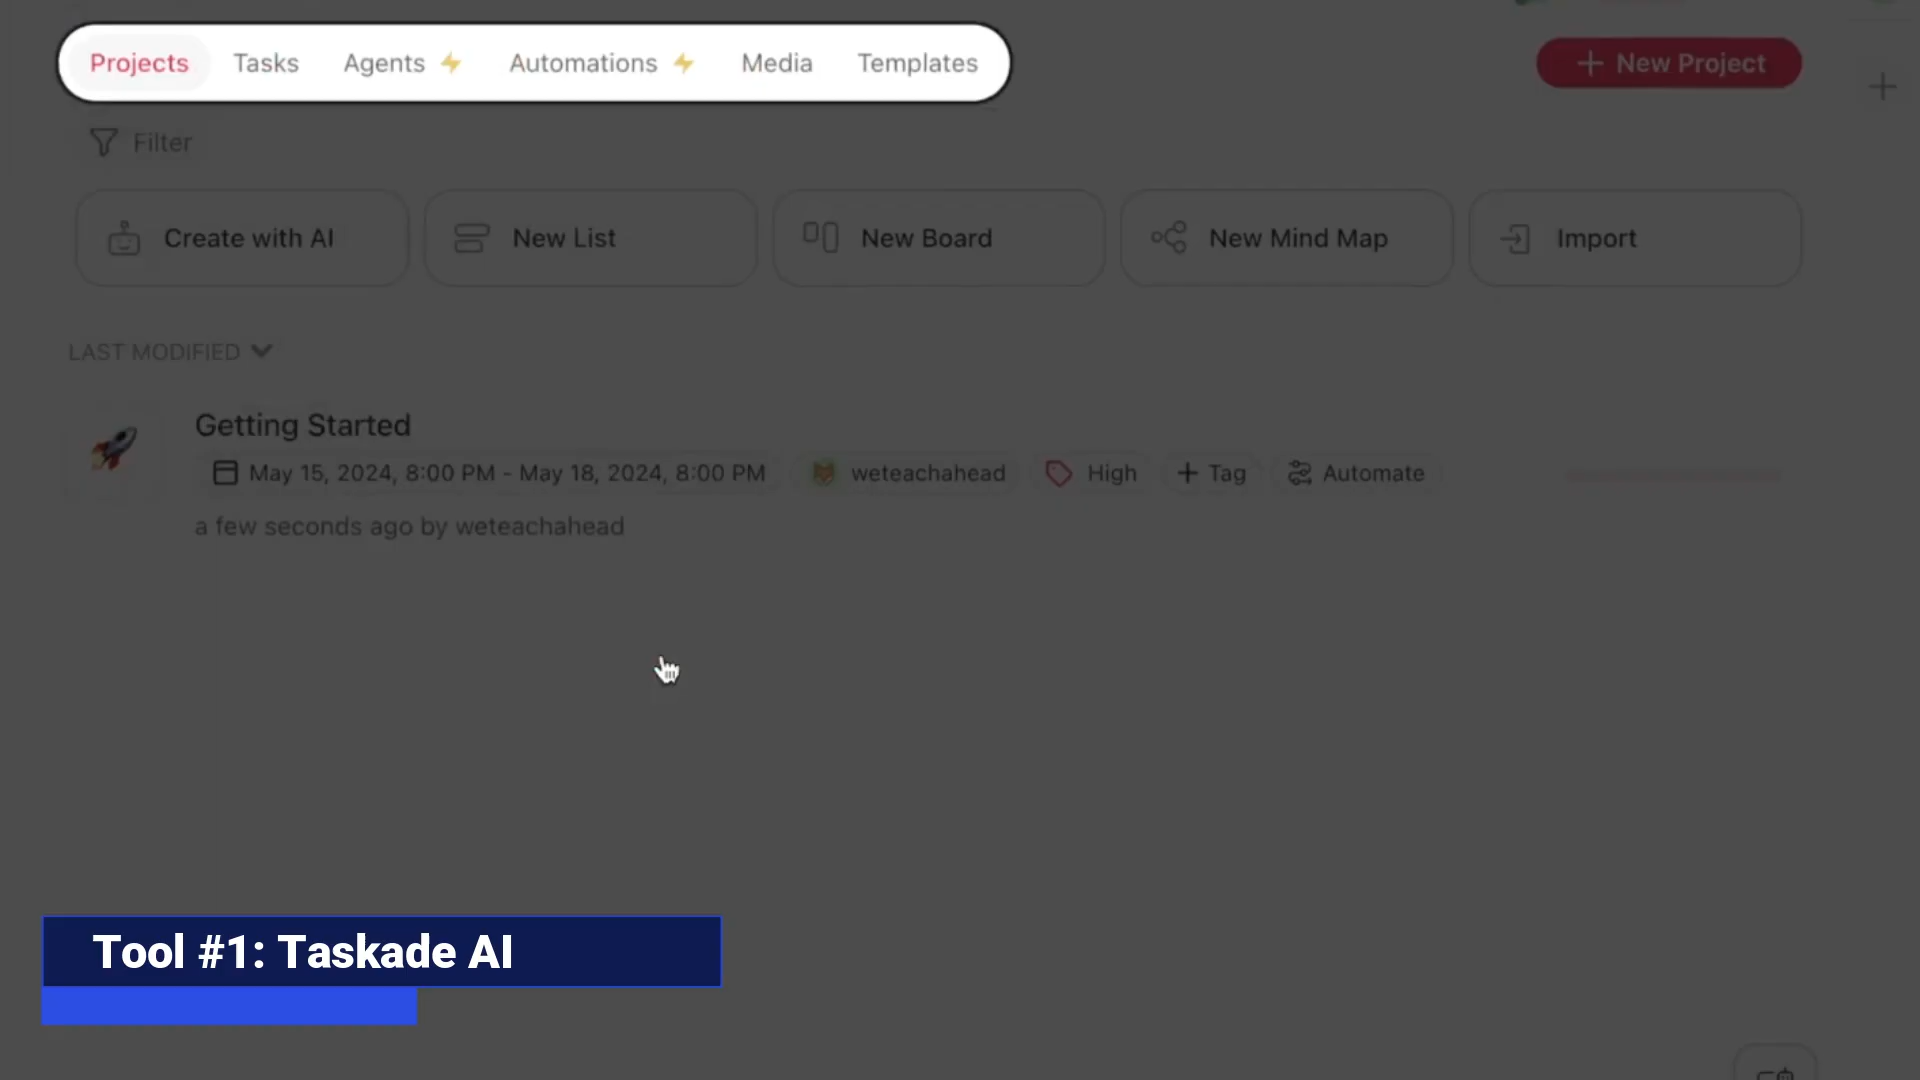 Projects Tasks Agents Automations Media Templates
+ New Project
Filter
Create with AI New List New Board New Mind Map Import
LAST MODIFIED
Getting Started
May 15, 2024, 8:00 PM - May 18, 2024, 8:00 PM weteachahead High + Tag Automate
a few seconds ago by weteachahead
Tool #1: Taskade AI